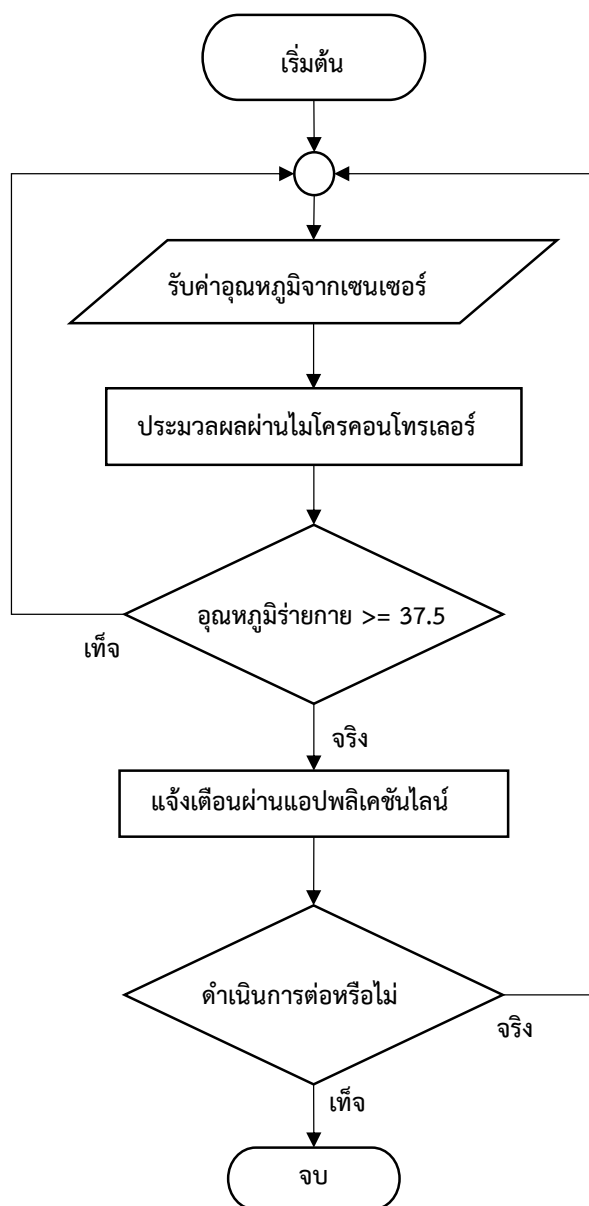 เริ่มต้น
รับค่าอุณหภูมิจากเซนเซอร์
ประมวลผลผ่านไมโครคอนโทรเลอร์
อุณหภูมิร่ายกาย >= 37.5
เท็จ
จริง
แจ้งเตือนผ่านแอปพลิเคชันไลน์
ดำเนินการต่อหรือไม่
จริง
เท็จ
จบ